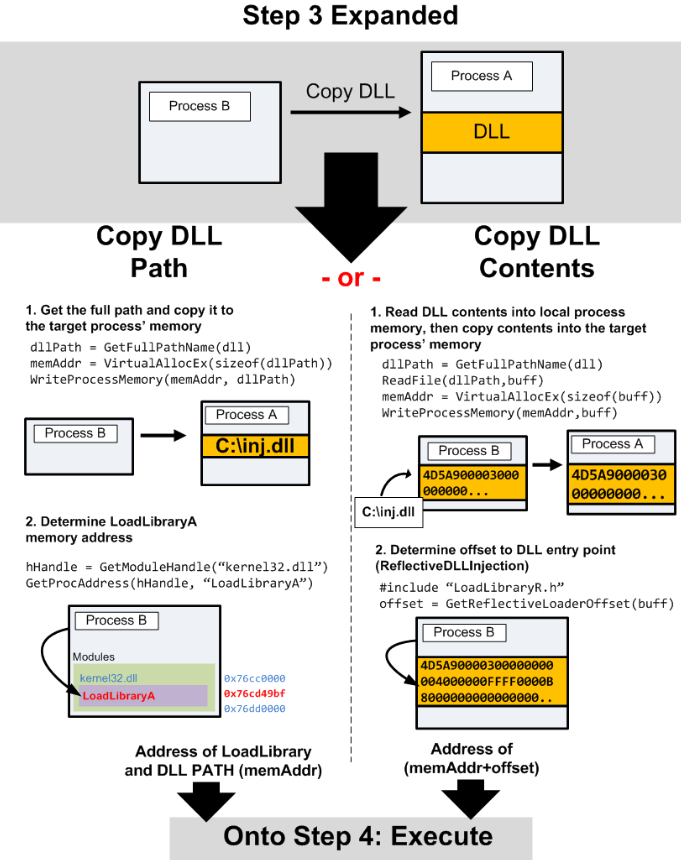 Step 3 Expanded
Process B
Copy DLL
Process A
DLL
Copy DLL
Path
- or -
Copy DLL
Contents
1. Get the full path and copy it to
the target process' memory
dllPath = GetFullPathName(dll)
memAddr = VirtualAllocEx(sizeof(dllPath))
WriteProcessMemory(memAddr, dllPath)
Process B
Process A
C:\inj.dll
2. Determine LoadLibraryA
memory address
hHandle = GetModuleHandle(“kernel32.dll”)
GetProcAddress(hHandle, “LoadLibraryA”)
Process B
Modules
kernel32.dll
0x76cc0000
LoadLibraryA
0x76cd49bf
0x76dd0000
Address of LoadLibrary
and DLL PATH (memAddr)
1. Read DLL contents into local process
memory, then copy contents into the target
process' memory
dllPath = GetFullPathName(dll)
ReadFile(dllPath,buff)
memAddr = VirtualAllocEx(sizeof(buff))
WriteProcessMemory(memAddr,buff)
Process B
4D5A900003000
000000...
C:\inj.dll
Process A
4D5A9000030
00000000...
2. Determine offset to DLL entry point
(ReflectiveDLLInjection)
#include “LoadLibraryR.h”
offset = GetReflectiveLoaderOffset(buff)
Process B
4D5A90000300000000
004000000FFFF0000B
8000000000000000..
Address of
(memAddr+offset)
Onto Step 4: Execute